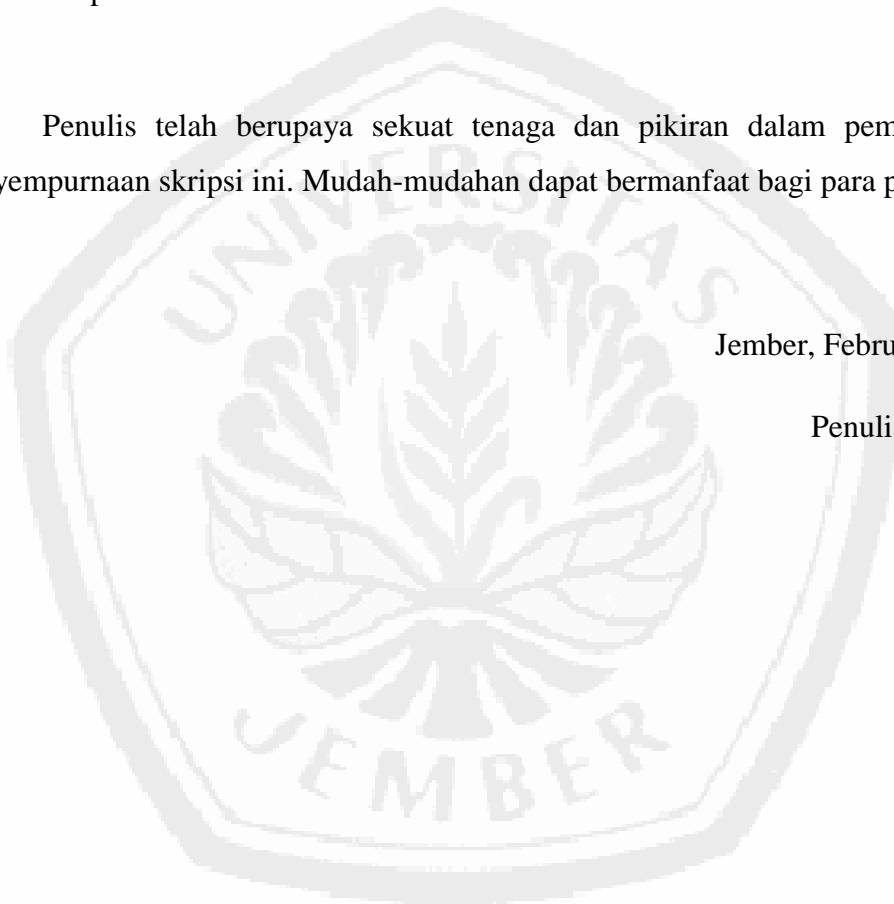 Penulis telah berupaya sekuat tenaga dan pikiran dalam pem
yempurnaan skripsi ini. Mudah-mudahan dapat bermanfaat bagi para p
UNIVERSITAS
Jember, Febru
Penuli
JEMBER